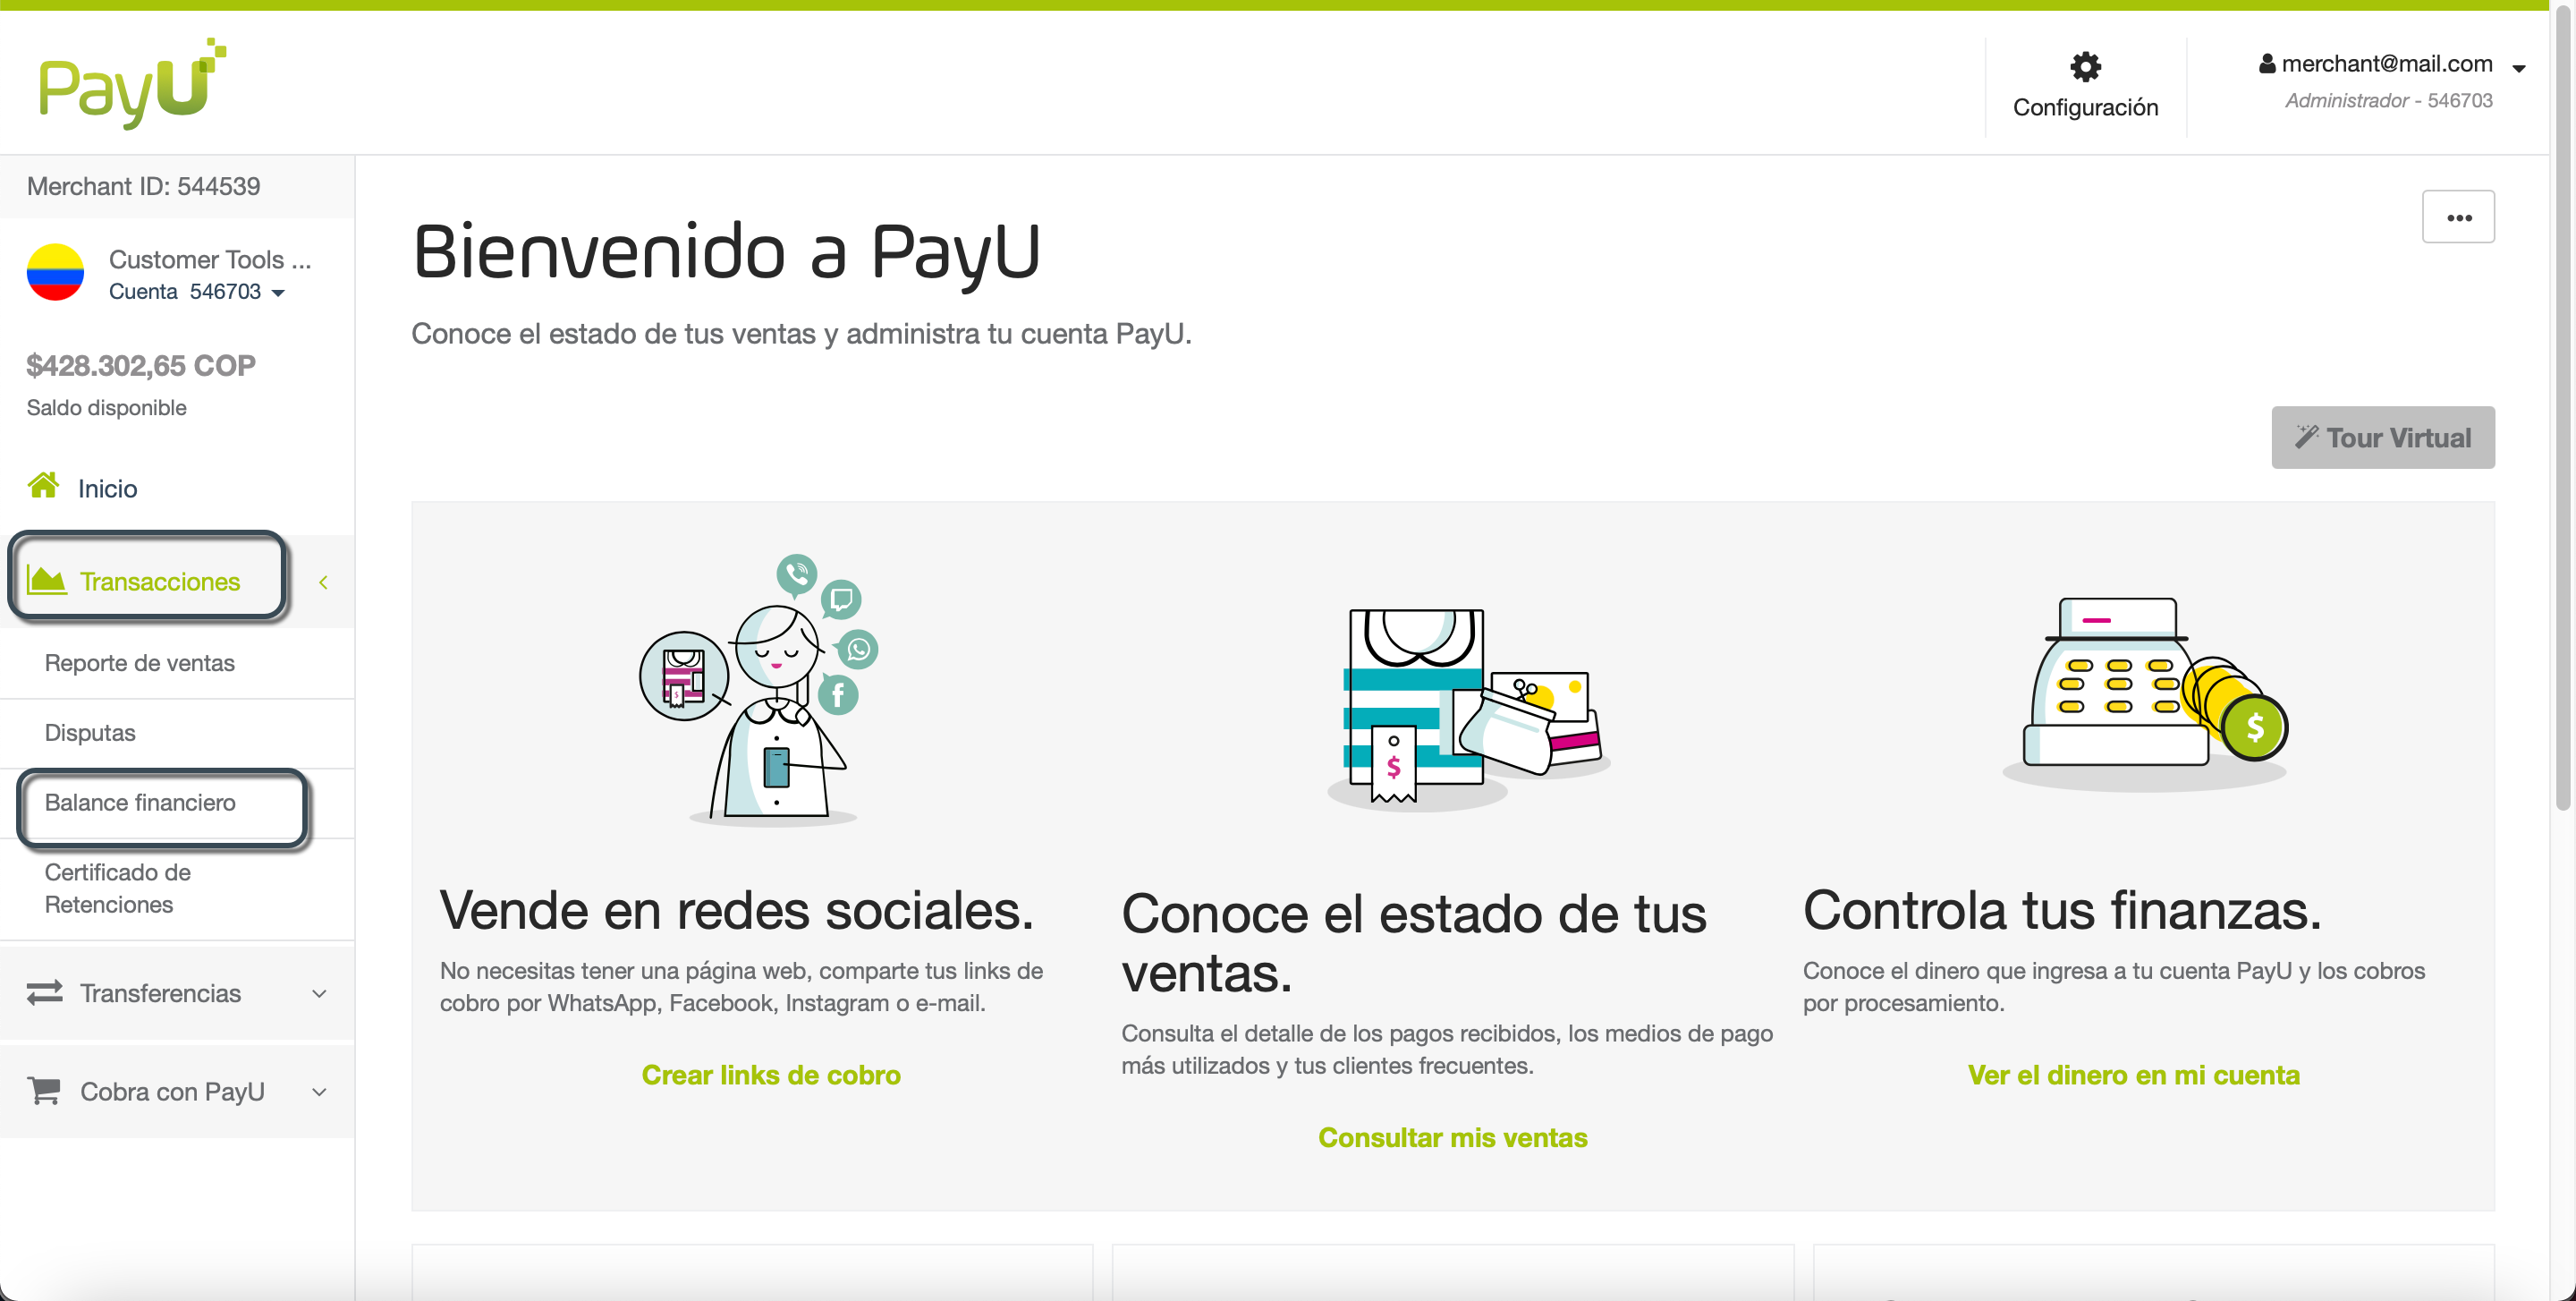 PayU
Configuración
merchant@mail.com
Administrador - 546703
Merchant ID: 544539
Customer Tools ...
Cuenta 546703
$428.302,65 COP
Saldo disponible
Inicio
Transacciones
Reporte de ventas
Disputas
Balance financiero
Certificado de
Retenciones
Transferencias
Cobra con PayU
Bienvenido a PayU
Conoce el estado de tus ventas y administra tu cuenta PayU.
Tour Virtual
Vende en redes sociales.
No necesitas tener una página web, comparte tus links de
cobro por WhatsApp, Facebook, Instagram o e-mail.
Crear links de cobro
Conoce el estado de tus
ventas.
Consulta el detalle de los pagos recibidos, los medios de pago
más utilizados y tus clientes frecuentes.
Consultar mis ventas
Controla tus finanzas.
Conoce el dinero que ingresa a tu cuenta PayU y los cobros
por procesamiento.
Ver el dinero en mi cuenta